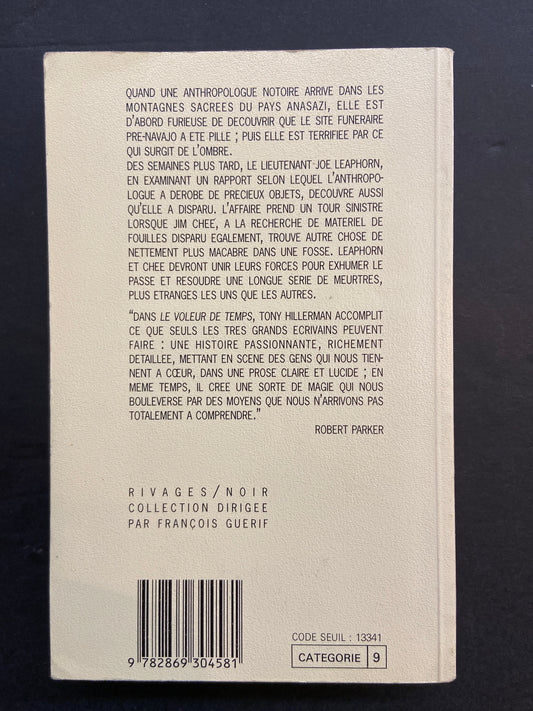 QUAND UNE ANTHROPOLOGUE NOTOIRE ARRIVE DANS LES
MONTAGNES SACREES DU PAYS ANASAZI, ELLE EST
D'ABORD FURIEUSE DE DECOUVRIR QUE LE SITE FUNERAIRE
PRE-NAVAJO A ETE PILLE ; PUIS ELLE EST TERRIFIEE PAR CE
QUI SURGIT DE L'OMBRE.
DES SEMAINES PLUS TARD, LE LIEUTENANT JOE LEAPHORN,
EN EXAMINANT UN RAPPORT SELON LEQUEL L'ANTHROPO-
LOGUE A DEROBE DE PRECIEUX OBJETS, DECOUVRE AUSSI
QU'ELLE A DISPARU. L'AFFAIRE PREND UN TOUR SINISTRE
LORSQUE JIM CHEE, A LA RECHERCHE DE MATERIEL DE
FOUILLES DISPARU EGALEMENT, TROUVE AUTRE CHOSE DE
NETTEMENT PLUS MACABRE DANS UNE FOSSE. LEAPHORN
ET CHEE DEVRONT UNIR LEURS FORCES POUR EXHUMER LE
PASSE ET RESOUDRE UNE LONGUE SERIE DE MEURTRES,
PLUS ETRANGES LES UNS QUE LES AUTRES.
"DANS LE VOLEUR DE TEMPS, TONY HILLERMAN ACCOMPLIT
CE QUE SEULS LES TRES GRANDS ECRIVAINS PEUVENT
FAIRE : UNE HISTOIRE PASSIONNANTE, RICHEMENT
DETAILLEE, METTANT EN SCENE DES GENS QUI NOUS TIEN-
NENT A CŒUR, DANS UNE PROSE CLAIRE ET LUCIDE ; EN
MEME TEMPS, IL CREE UNE SORTE DE MAGIE QUI NOUS
BOULEVERSE PAR DES MOYENS QUE NOUS N'ARRIVONS PAS
TOTALEMENT A COMPRENDRE."
ROBERT PARKER
RIVAGES/NOIR
COLLECTION DIRIGEE
PAR FRANÇOIS GUERIF
9 782869 304581
CODE SEUIL : 13341
CATEGORIE 9